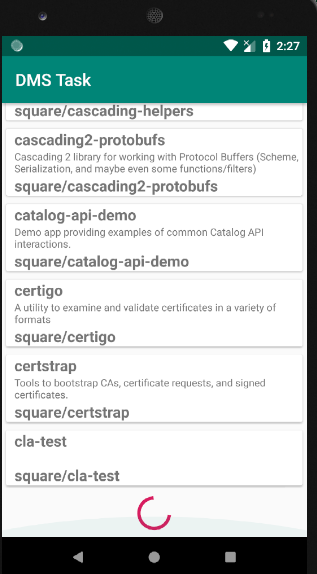 2:27
DMS Task
square/cascading-helpers
cascading2-protobufs
Cascading 2 library for working with Protocol Buffers (Scheme,
Serialization, and maybe even some functions/filters)
square/cascading2-protobufs
catalog-api-demo
Demo app providing examples of common Catalog API
interactions.
square/catalog-api-demo
certigo
A utility to examine and validate certificates in a variety of
formats
square/certigo
certstrap
Tools to bootstrap CAs, certificate requests, and signed
certificates.
square/certstrap
cla-test
square/cla-test